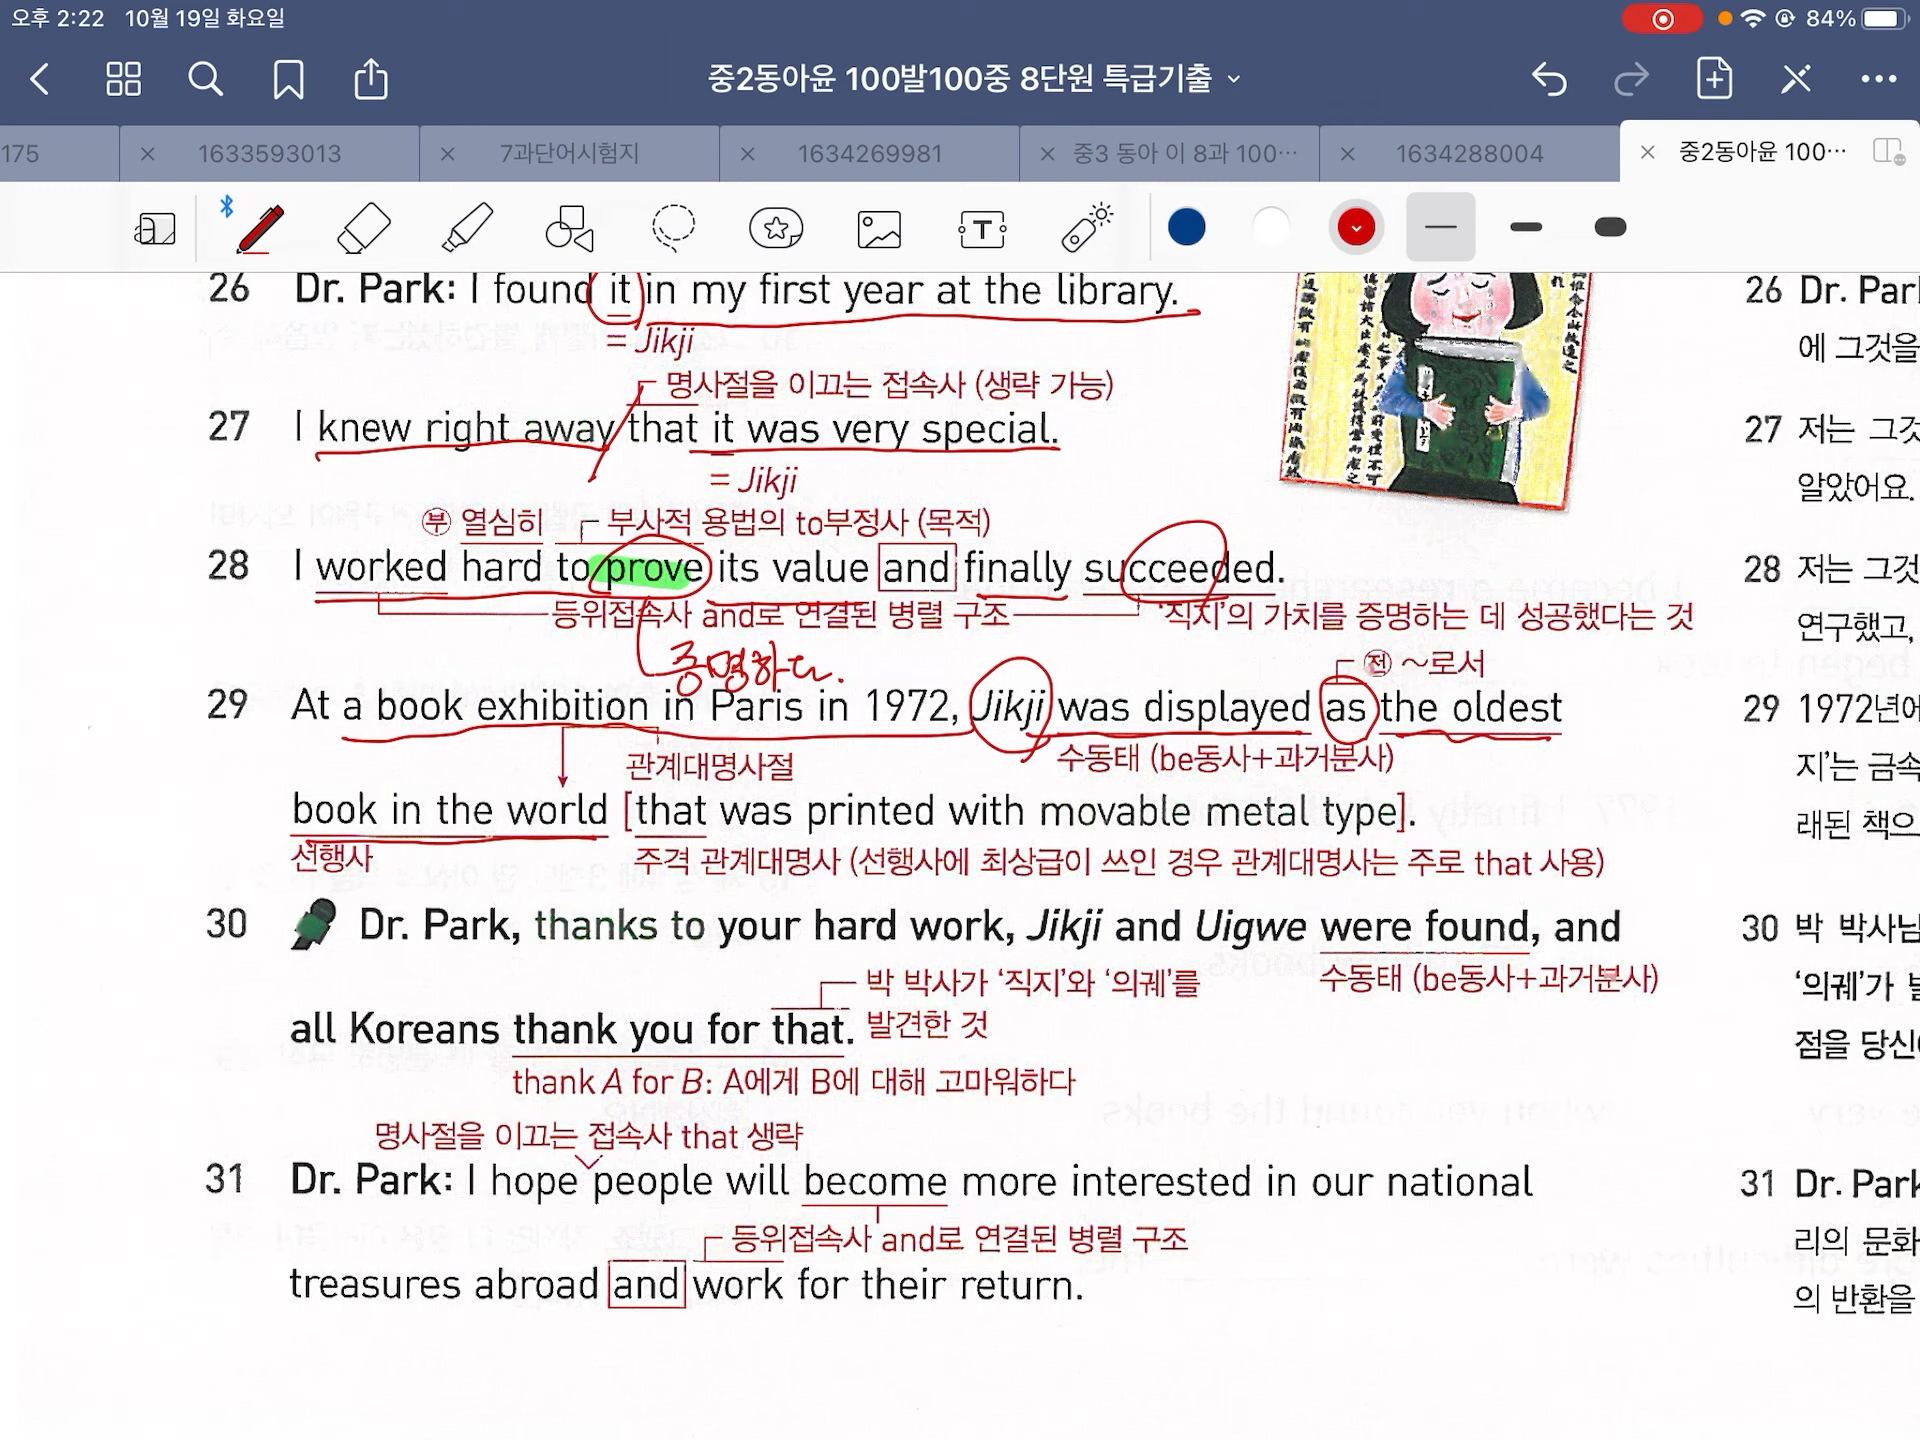 오후 2:22 10월 19일 화요일
84%
중2동아윤 100발100중 8단원 특급기출
175
1633593013
7과단어시험지
1634269981
중3 동아 이 8과 100…
1634288004
중2동아윤 100…
26 Dr. Park: I found it in my first year at the library.
= Jikji
명사절을 이끄는 접속사 (생략 가능)
27 I knew right away that it was very special.
= Jikji
부 열심히 부사적 용법의 to부정사 (목적)
28 I worked hard to prove its value and finally succeeded.
등위접속사 and로 연결된 병렬 구조 '직지'의 가치를 증명하는 데 성공했다는 것
증명하다.
전 ~로서
29 At a book exhibition in Paris in 1972, Jikji was displayed as the oldest
관계대명사절 수동태 (be동사+과거분사)
book in the world [that was printed with movable metal type].
선행사 주격 관계대명사 (선행사에 최상급이 쓰인 경우 관계대명사는 주로 that 사용)
30 Dr. Park, thanks to your hard work, Jikji and Uigwe were found, and
박 박사가 '직지'와 '의궤'를 수동태 (be동사+과거분사)
all Koreans thank you for that. 발견한 것
thank A for B: A에게 B에 대해 고마워하다
명사절을 이끄는 접속사 that 생략
31 Dr. Park: I hope people will become more interested in our national
등위접속사 and로 연결된 병렬 구조
treasures abroad and work for their return.
26 Dr. Par
에 그것을
27 저는 그것
알았어요.
28 저는 그것
연구했고,
29 1972년에
지'는 금속
래된 책으
30 박 박사님
'의궤'가
점을 당신
31 Dr. Park
리의 문화
의 반환을